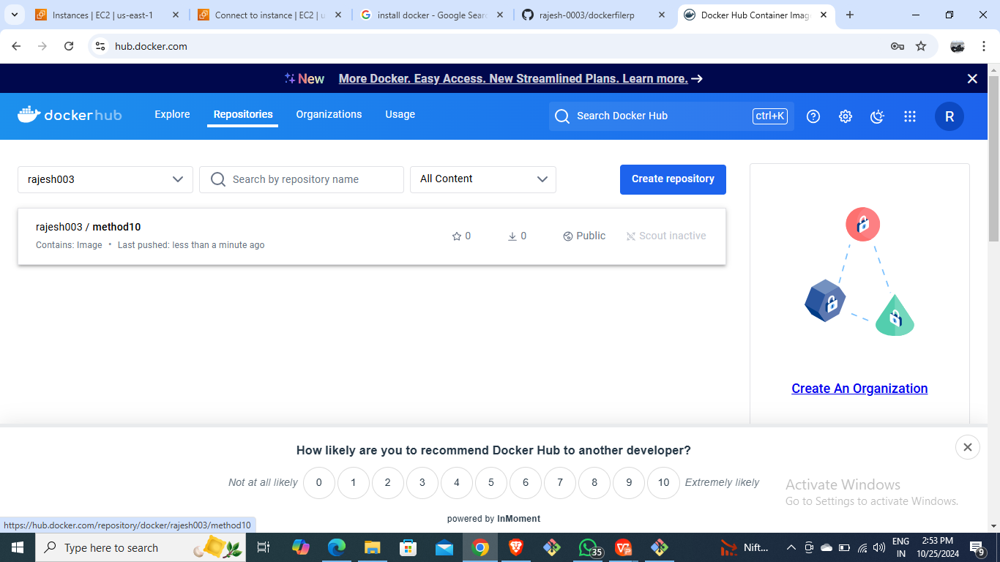 Instances | EC2 | us-east-1
Connect to instance | EC2 | u
install docker - Google Sear
rajesh-0003/dockerfilerp
Docker Hub Container Imag
hub.docker.com
New More Docker. Easy Access. New Streamlined Plans. Learn more.
dockerhub Explore Repositories Organizations Usage Search Docker Hub ctrl+K R
rajesh003 Search by repository name All Content Create repository
rajesh003 / method10
Contains: Image • Last pushed: less than a minute ago
0 0 Public Scout inactive
Create An Organization
How likely are you to recommend Docker Hub to another developer?
Not at all likely 0 1 2 3 4 5 6 7 8 9 10 Extremely likely
Activate Windows
Go to Settings to activate Windows.
powered by InMoment
https://hub.docker.com/repository/docker/rajesh003/method10
Type here to search
35
Nift...
ENG
IN
2:53 PM
10/25/2024
9